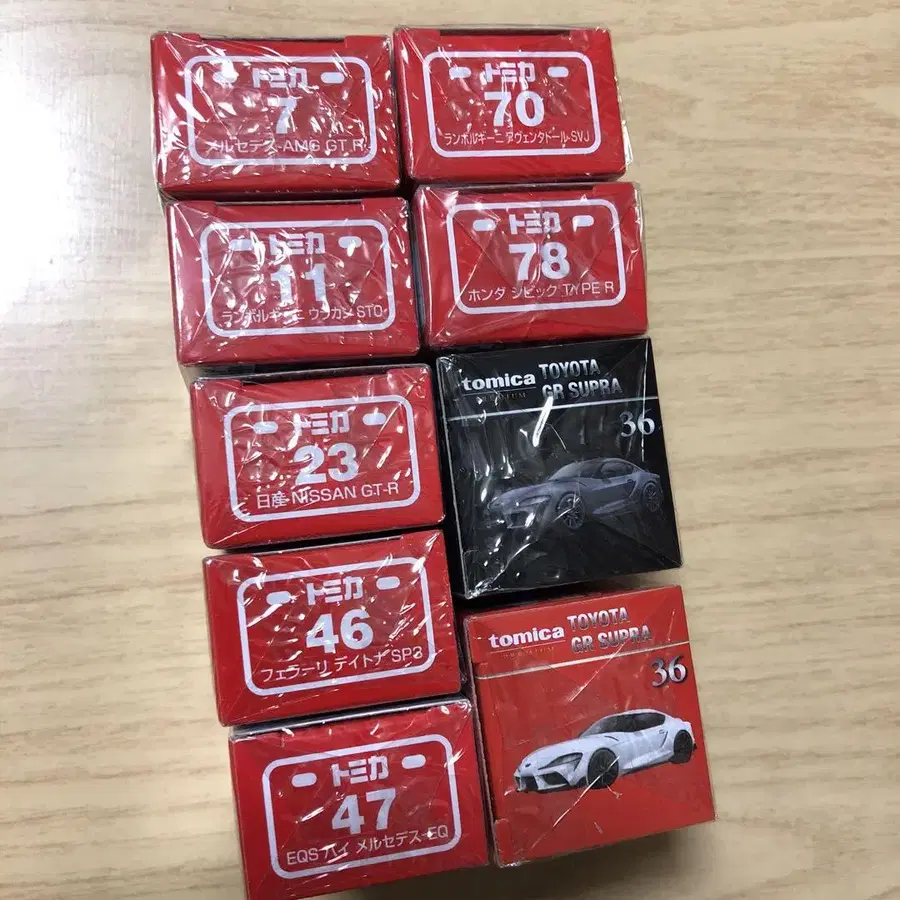 トミカ
7
メルセデス-AMG GT R
トミカ
70
ランボルギーニ アヴェンタドール SVJ
トミカ
11
ランボルギーニ ウラカン STO
トミカ
78
ホンダ シビック TYPE R
トミカ
23
日産 NISSAN GT-R
tomica TOYOTA
PREMIUM GR SUPRA
36
トミカ
46
フェラーリ デイトナ SP3
tomica TOYOTA
PREMIUM GR SUPRA
36
トミカ
47
EQS バイ メルセデス EQ